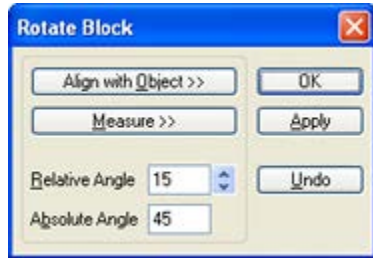 Rotate Block
Align with Object >>
OK
Measure >>
Apply
Relative Angle 15
Undo
Absolute Angle 45